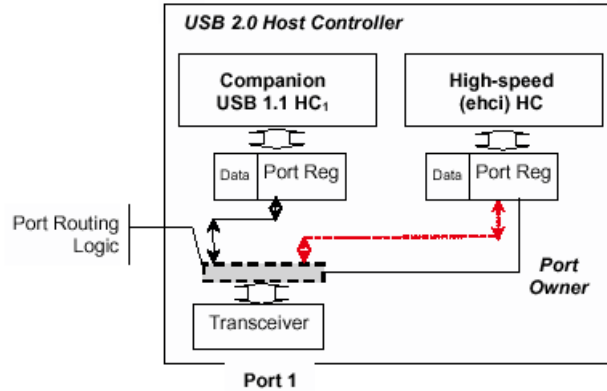 USB 2.0 Host Controller
Companion
USB 1.1 HC₁
High-speed
(ehci) HC
Data
Port Reg
Data
Port Reg
Port Routing
Logic
Port
Owner
Transceiver
Port 1